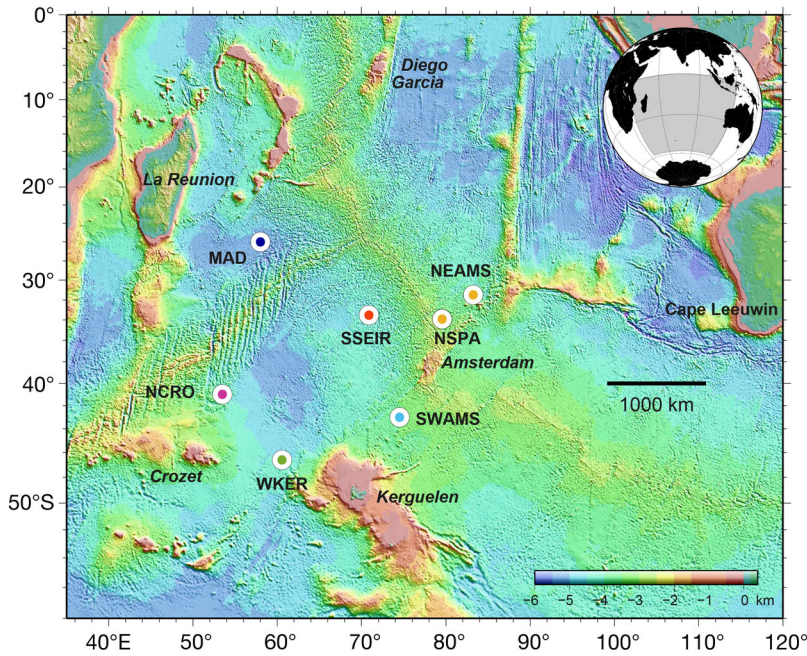 0°
10°
20°
30°
40°
50°S
Diego
Garcia
La Reunion
MAD
NEAMS
SSEIR
NSPA
Cape Leeuwin
Amsterdam
NCRO
1000 km
SWAMS
Crozet
WKER
Kerguelen
−6 −5 −4 −3 −2 −1 0 km
40°E 50° 60° 70° 80° 90° 100° 110° 120°